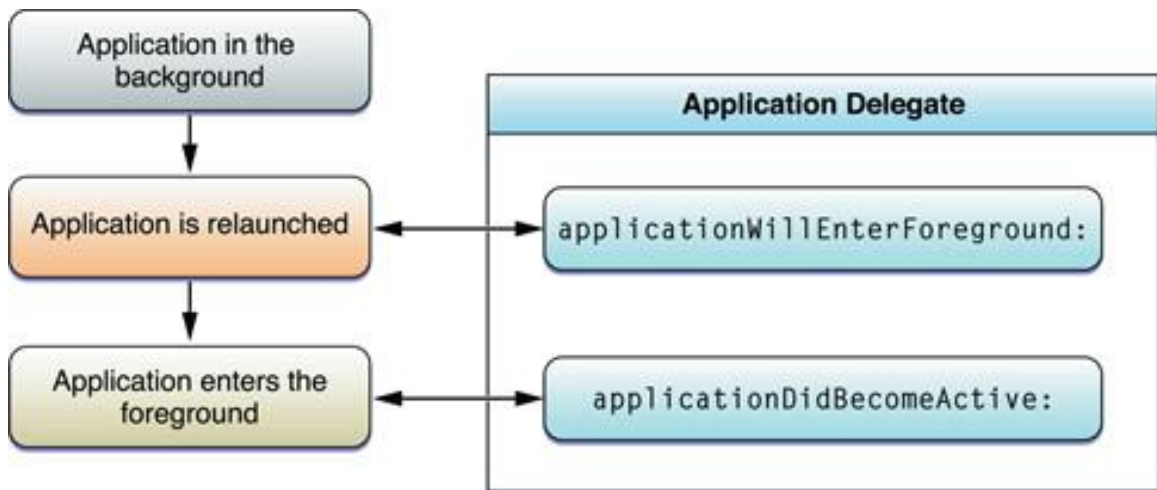 Application in the
background
Application Delegate
Application is relaunched
applicationWillEnterForeground:
Application enters the
foreground
applicationDidBecomeActive: